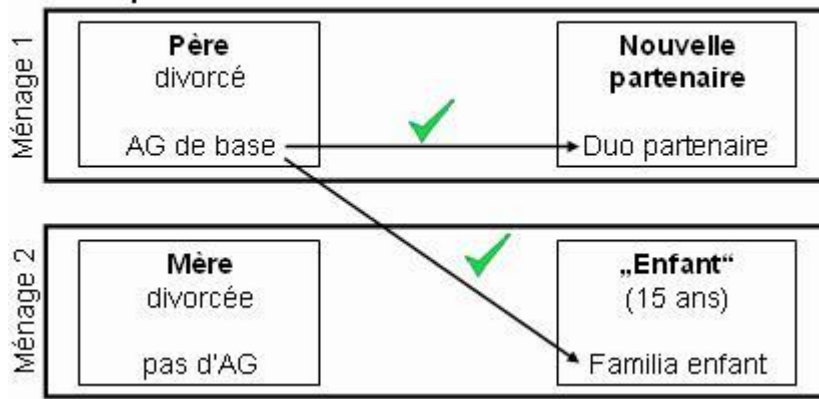 Ménage 1
Père
divorcé
AG de base
Nouvelle
partenaire
Duo partenaire
Ménage 2
Mère
divorcée
pas d'AG
„Enfant“
(15 ans)
Familia enfant